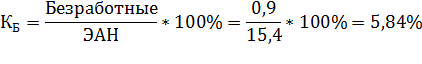 К_Б = Безработные / ЭАН * 100% = 0,9 / 15,4 * 100% = 5,84%